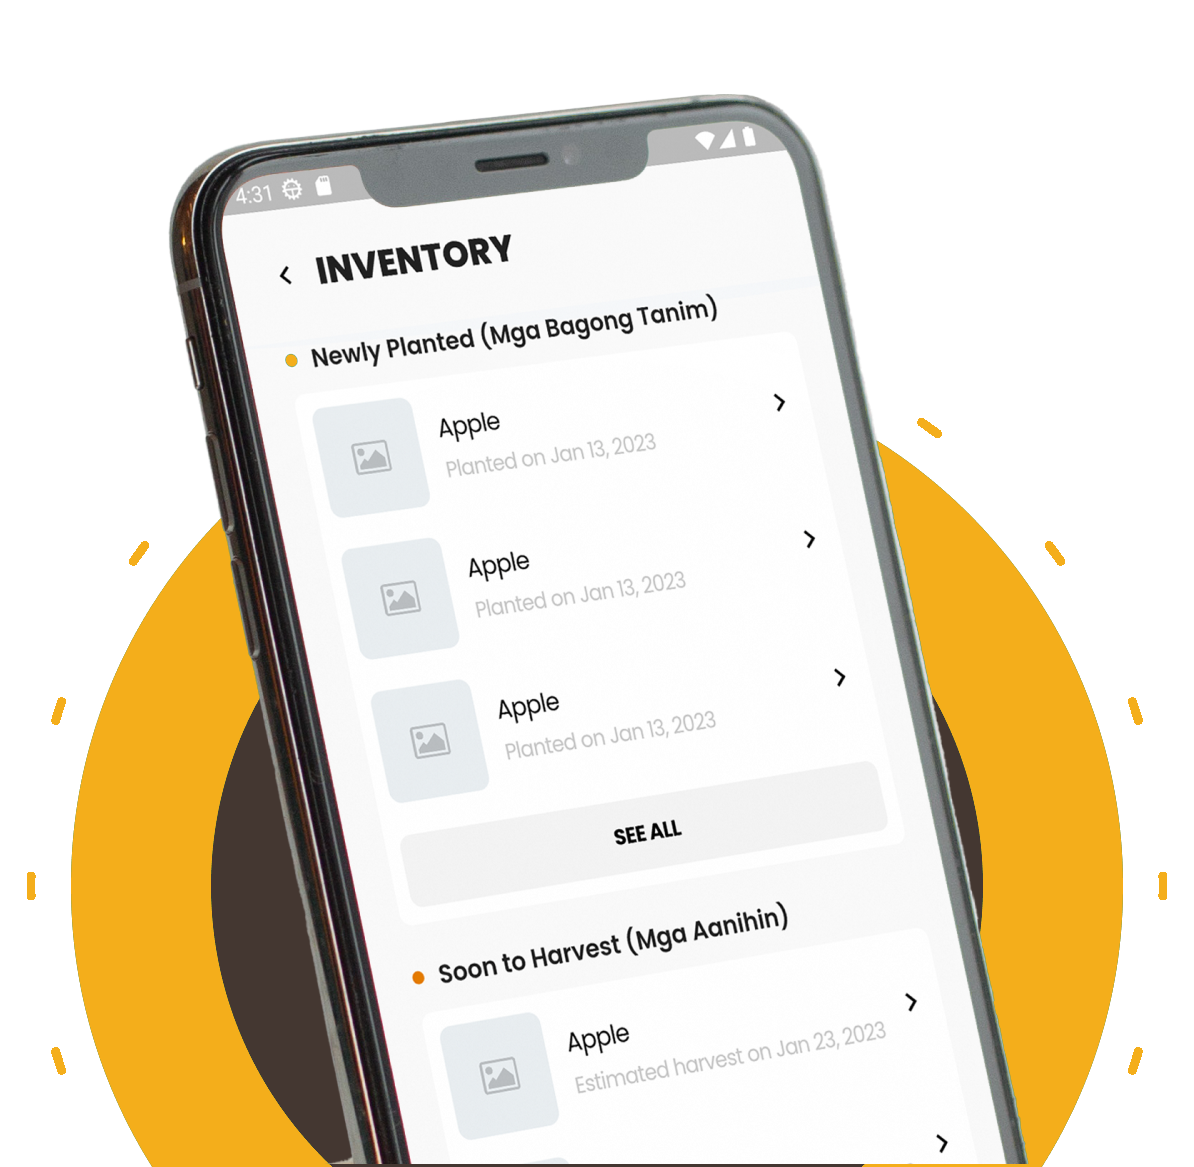 4:31
INVENTORY
Newly Planted (Mga Bagong Tanim)
Apple
Planted on Jan 13, 2023
Apple
Planted on Jan 13, 2023
Apple
Planted on Jan 13, 2023
SEE ALL
Soon to Harvest (Mga Aanihin)
Apple
Estimated harvest on Jan 23, 2023